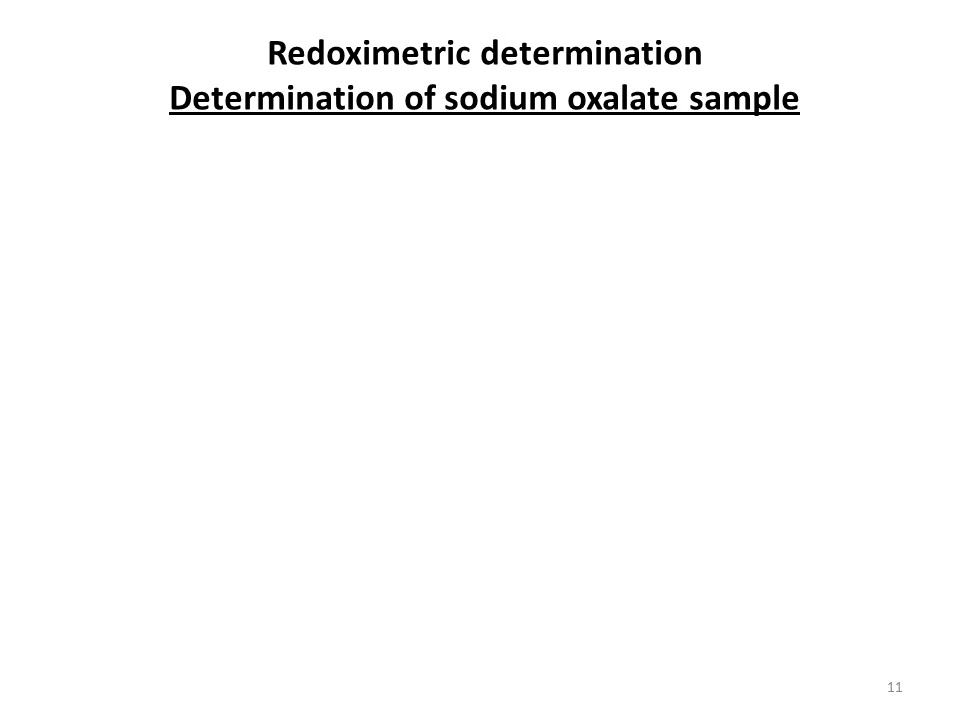 Redoximetric determination
Determination of sodium oxalate sample
11